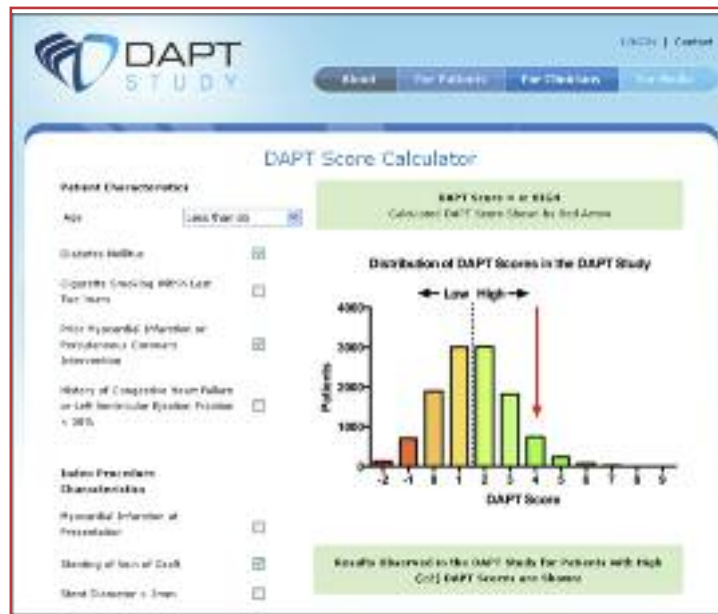 DAPT
STUDY
LOGIN | Contact
About
For Patients
For Clinicians
For Media
DAPT Score Calculator
Patient Characteristics
Age
Less than 65
Diabetes Mellitus
Cigarette Smoking Within Last
Two Years
Prior Myocardial Infarction or
Percutaneous Coronary
Intervention
History of Congestive Heart Failure
or Left Ventricular Ejection Fraction
< 30%
Index Procedure
Characteristics
Myocardial Infarction at
Presentation
Stenting of Vein Graft
Stent Diameter < 3mm
DAPT Score = 4: HIGH
Calculated DAPT Score Shown by Red Arrow
Distribution of DAPT Scores in the DAPT Study
Low High
Patients
4000
3000
2000
1000
0
-2 -1 0 1 2 3 4 5 6 7 8 9
DAPT Score
Results Observed in the DAPT Study for Patients with High
(≥2) DAPT Scores are Shown